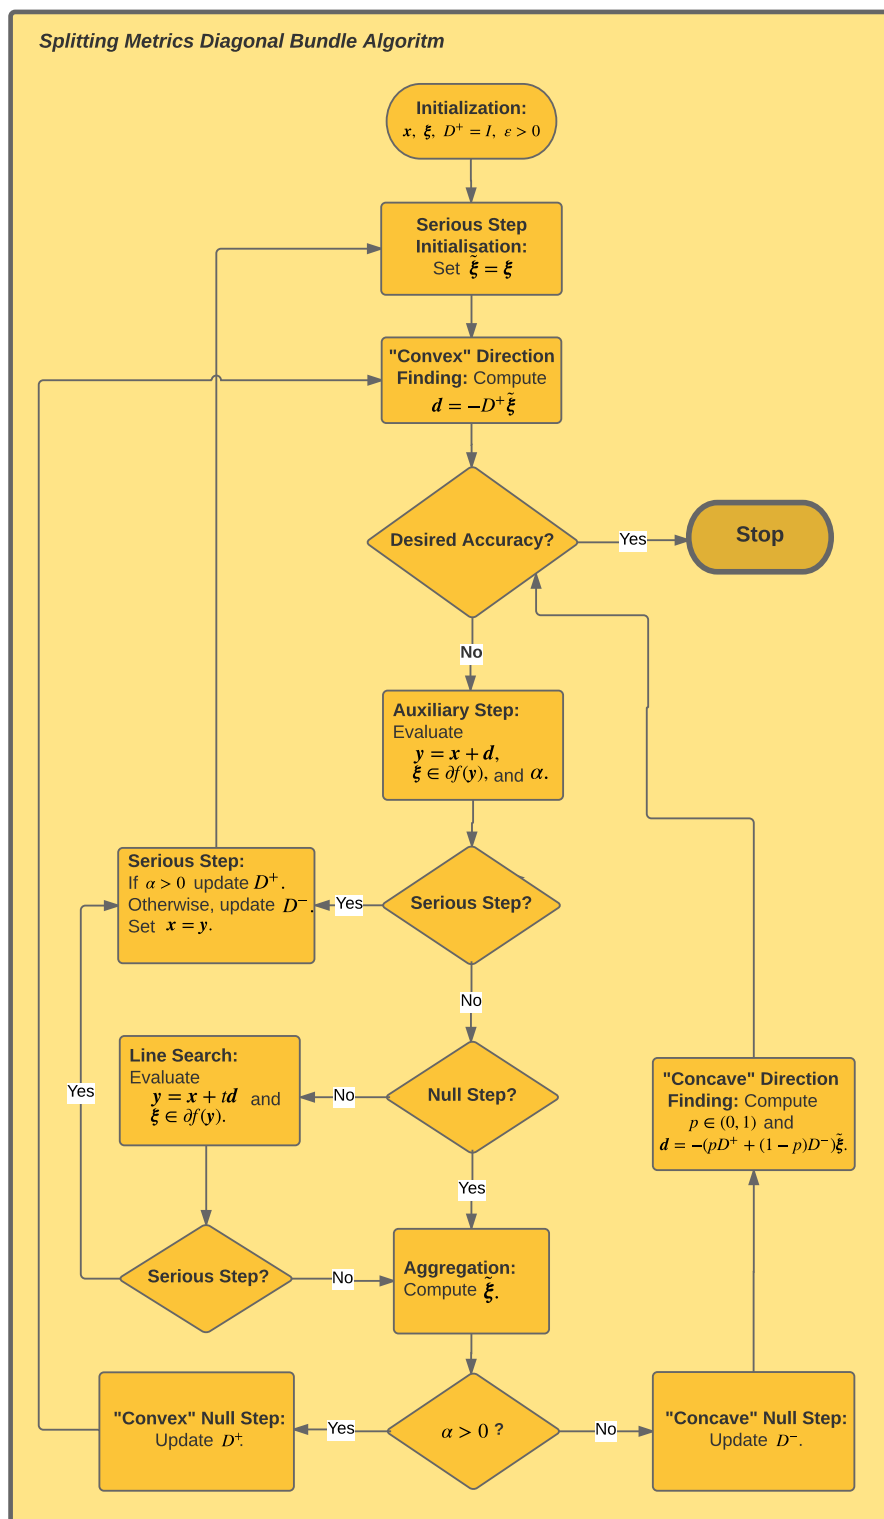 Splitting Metrics Diagonal Bundle Algoritm
Initialization:
x, ξ, D⁺ = I, ε > 0
Serious Step
Initialisation:
Set ξ̃ = ξ
"Convex" Direction
Finding: Compute
d = −D⁺ξ̃
Desired Accuracy?
Yes
Stop
No
Auxiliary Step:
Evaluate
y = x + d,
ξ ∈ ∂f(y), and α.
Serious Step:
If α > 0 update D⁺.
Otherwise, update D⁻.
Set x = y.
Yes
Serious Step?
No
Line Search:
Evaluate
y = x + td and
ξ ∈ ∂f(y).
Yes
No
Null Step?
"Concave" Direction
Finding: Compute
p ∈ (0, 1) and
d = −(pD⁺ + (1 − p)D⁻)ξ̃.
Yes
Serious Step?
No
Aggregation:
Compute ξ̃.
"Convex" Null Step:
Update D⁺.
Yes
α > 0 ?
No
"Concave" Null Step:
Update D⁻.